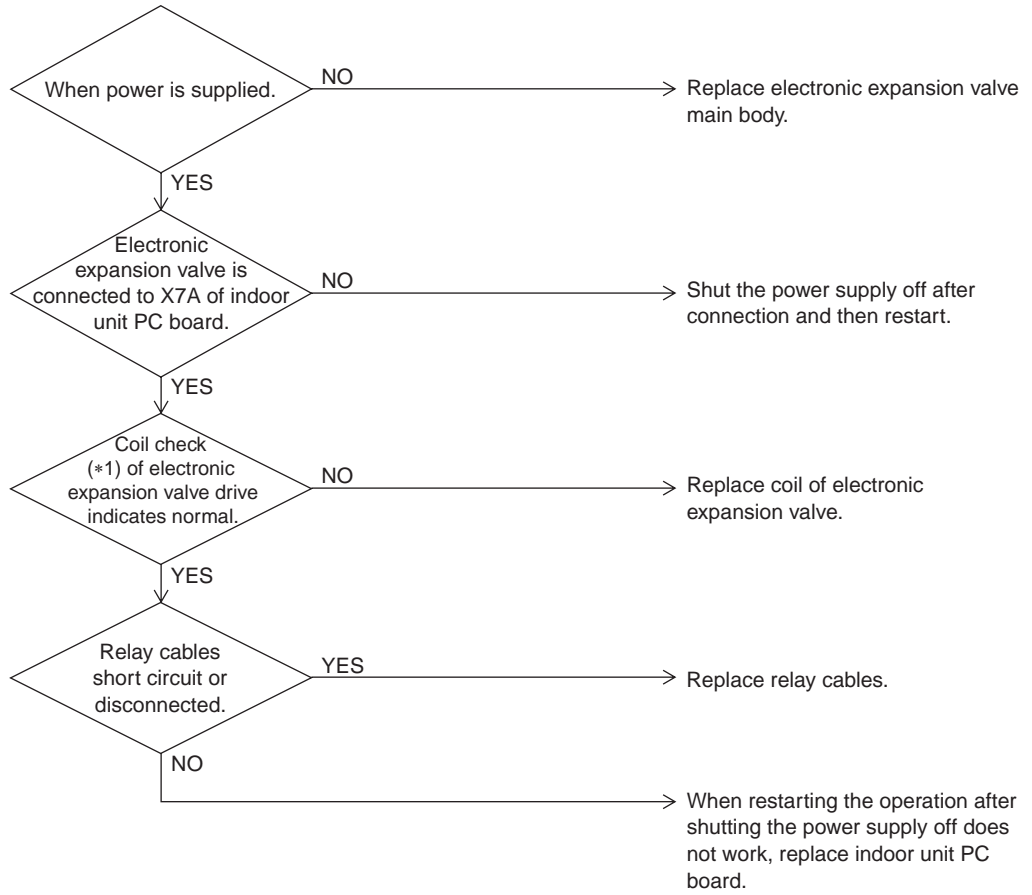 When power is supplied.
NO
Replace electronic expansion valve
main body.
YES
Electronic
expansion valve is
connected to X7A of indoor
unit PC board.
NO
Shut the power supply off after
connection and then restart.
YES
Coil check
(∗1) of electronic
expansion valve drive
indicates normal.
NO
Replace coil of electronic
expansion valve.
YES
Relay cables
short circuit or
disconnected.
YES
Replace relay cables.
NO
When restarting the operation after
shutting the power supply off does
not work, replace indoor unit PC
board.